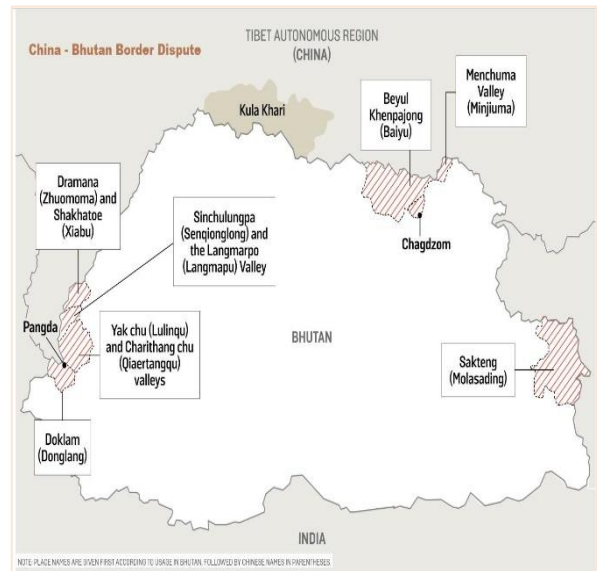 China - Bhutan Border Dispute
TIBET AUTONOMOUS REGION
(CHINA)
Kula Khari
Beyul
Khenpajong
(Baiyu)
Menchuma
Valley
(Minjiuma)
Dramana
(Zhuomoma) and
Shakhatoe
(Xiabu)
Sinchulungpa
(Senqionglong) and
the Langmarpo
(Langmapu) Valley
Chagdzom
Pangda
Yak chu (Lulinqu)
and Charithang chu
(Qiaertangqu)
valleys
BHUTAN
Sakteng
(Molasading)
Doklam
(Donglang)
INDIA
NOTE: PLACE NAMES ARE GIVEN FIRST ACCORDING TO USAGE IN BHUTAN, FOLLOWED BY CHINESE NAMES IN PARENTHESES.